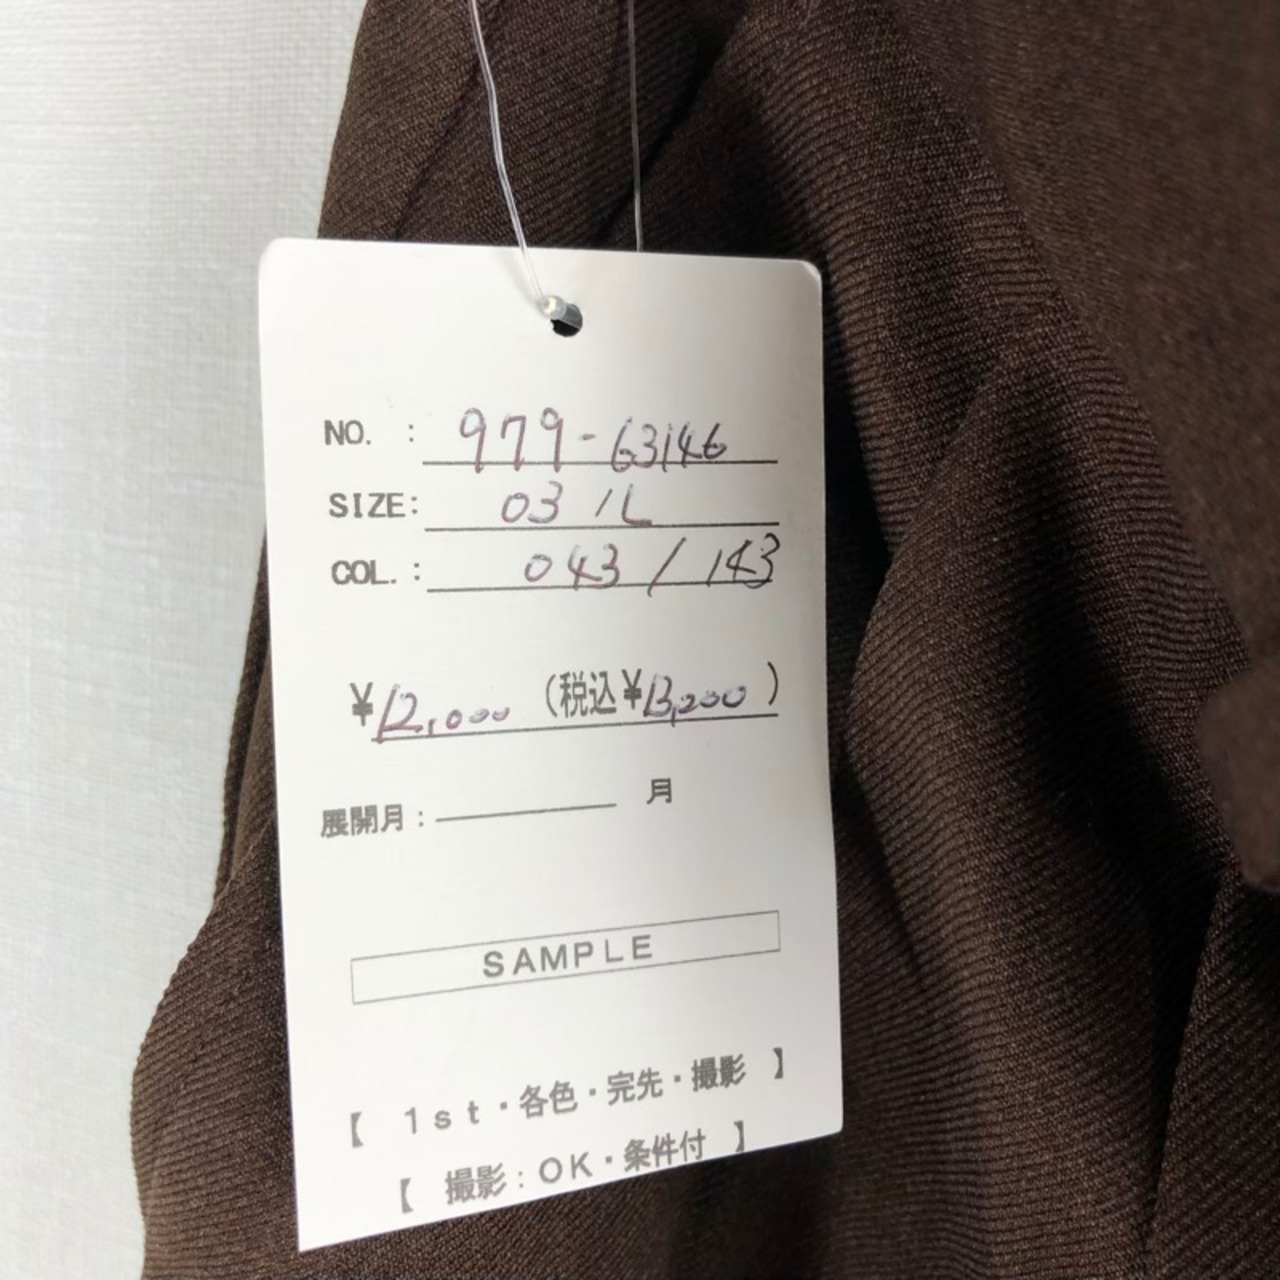 NO. : 979-63146
SIZE: 03 / L
COL. : 043 / 143
¥12,000 (税込¥13,200)
展開月: 月
SAMPLE
【 1st・各色・完先・撮影 】
【 撮影:OK・条件付 】